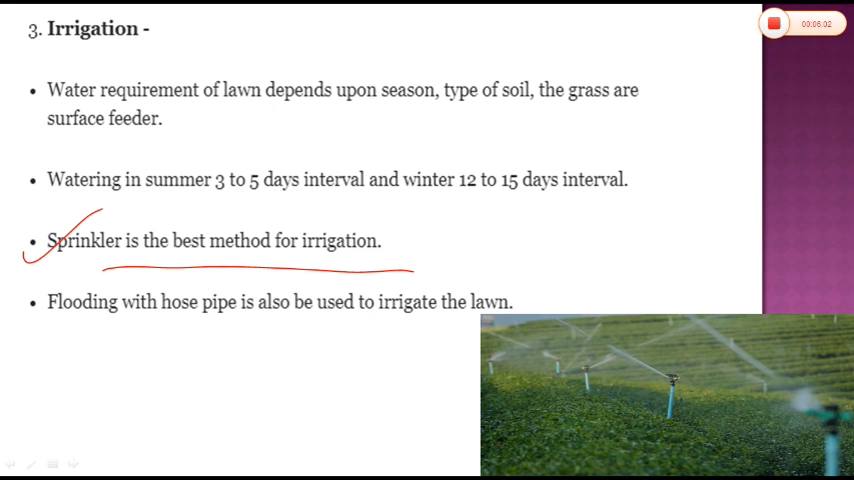 3. Irrigation -
00:06:02
• Water requirement of lawn depends upon season, type of soil, the grass are
surface feeder.
• Watering in summer 3 to 5 days interval and winter 12 to 15 days interval.
• Sprinkler is the best method for irrigation.
• Flooding with hose pipe is also be used to irrigate the lawn.